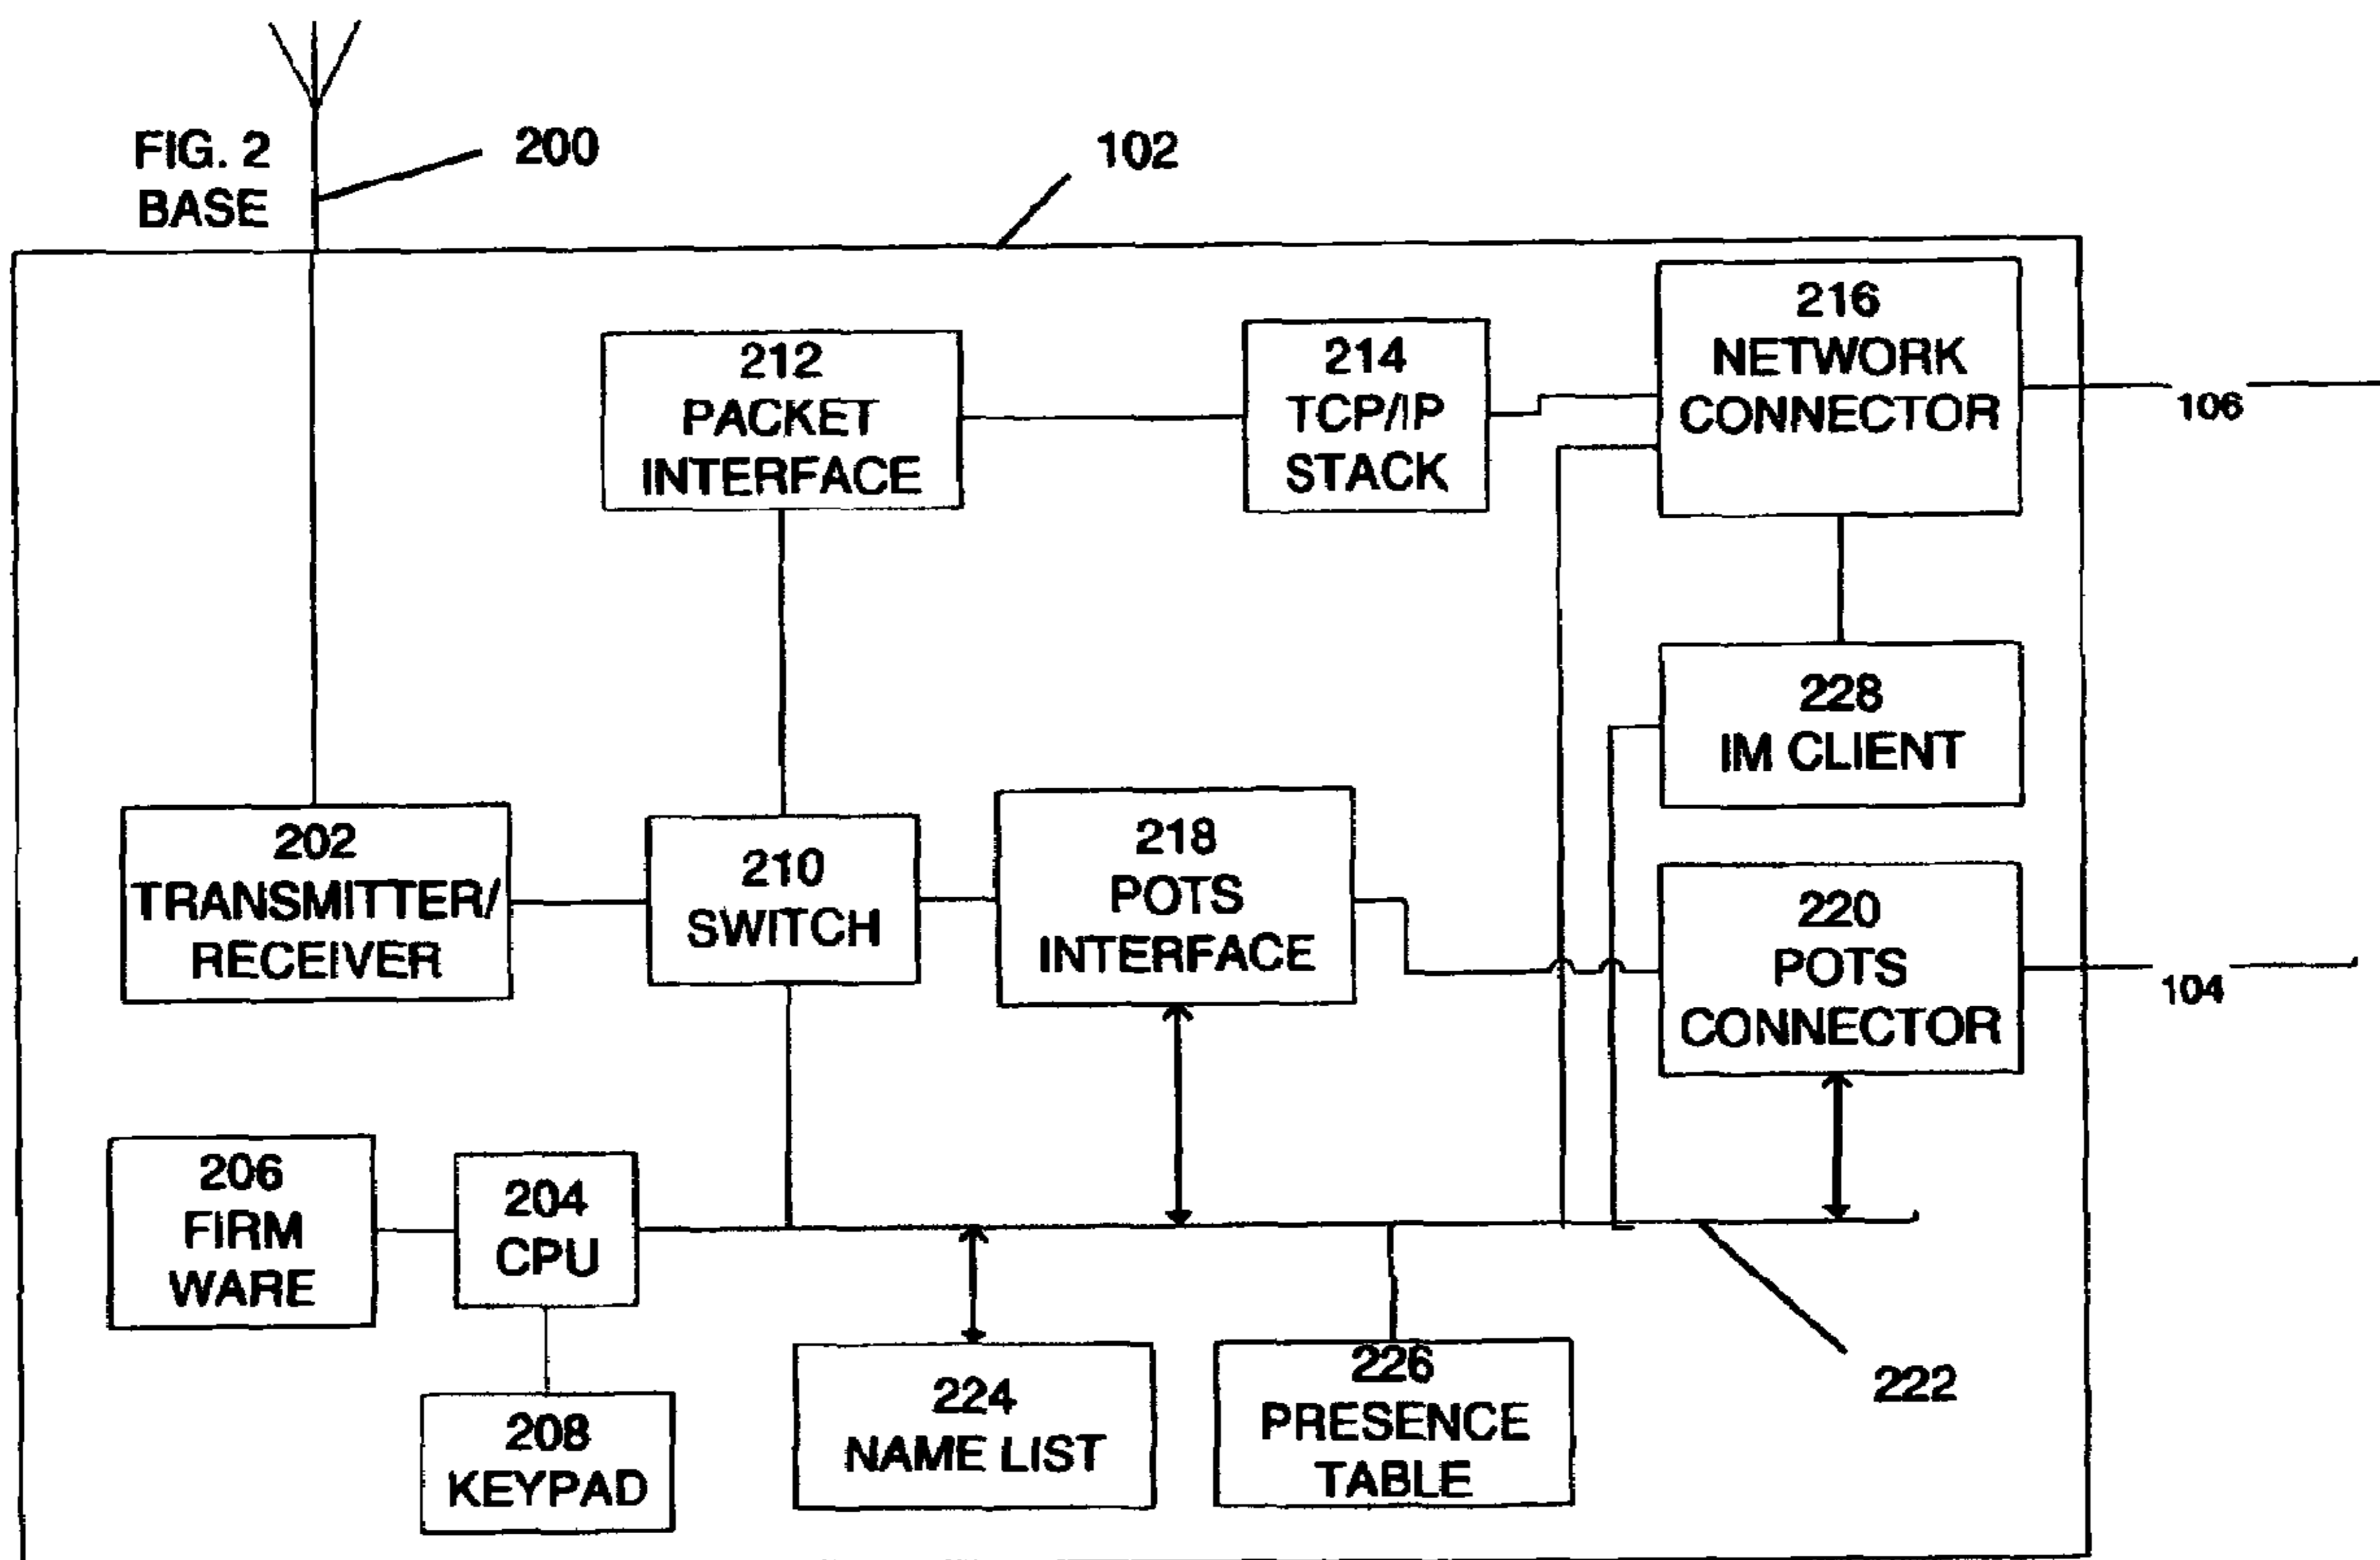 FIG. 2
BASE
200
102
216
NETWORK
CONNECTOR
106
212
PACKET
INTERFACE
214
TCP/IP
STACK
228
IM CLIENT
202
TRANSMITTER/
RECEIVER
210
SWITCH
218
POTS
INTERFACE
220
POTS
CONNECTOR
104
206
FIRM
WARE
204
CPU
208
KEYPAD
224
NAME LIST
226
PRESENCE
TABLE
222